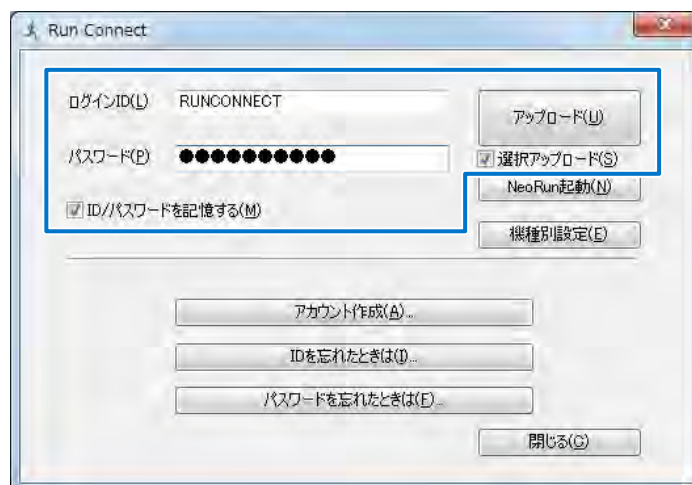 Run Connect
ログインID(L) RUNCONNECT
アップロード(U)
パスワード(P) ●●●●●●●●●●
選択アップロード(S)
NeoRun起動(N)
ID/パスワードを記憶する(M)
機種別設定(E)
アカウント作成(A)...
IDを忘れたときは(I)...
パスワードを忘れたときは(F)...
閉じる(C)